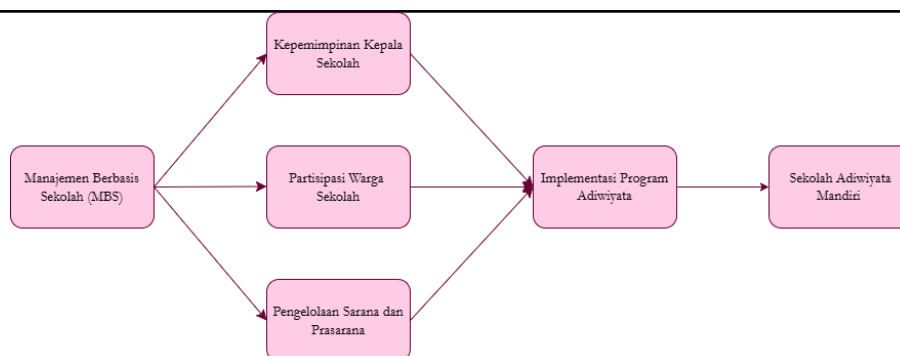 Kepemimpinan Kepala
Sekolah
Manajemen Berbasis
Sekolah (MBS)
Partisipasi Warga
Sekolah
Implementasi Program
Adiwiyata
Sekolah Adiwiyata
Mandiri
Pengelolaan Sarana dan
Prasarana